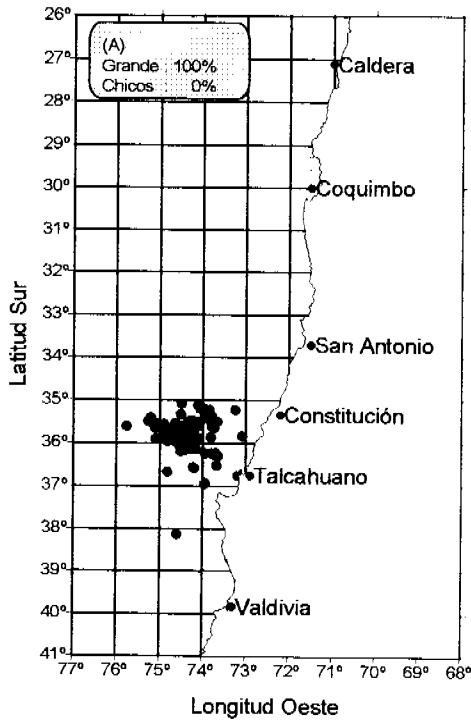 26º
(A)
Grande 100%
Chicos 0%
27º
Caldera
28º
29º
30º
Coquimbo
31º
32º
33º
34º
San Antonio
35º
Constitución
36º
37º
Talcahuano
38º
39º
40º
Valdivia
41º
77º 76º 75º 74º 73º 72º 71º 70º 69º 68º
Latitud Sur
Longitud Oeste